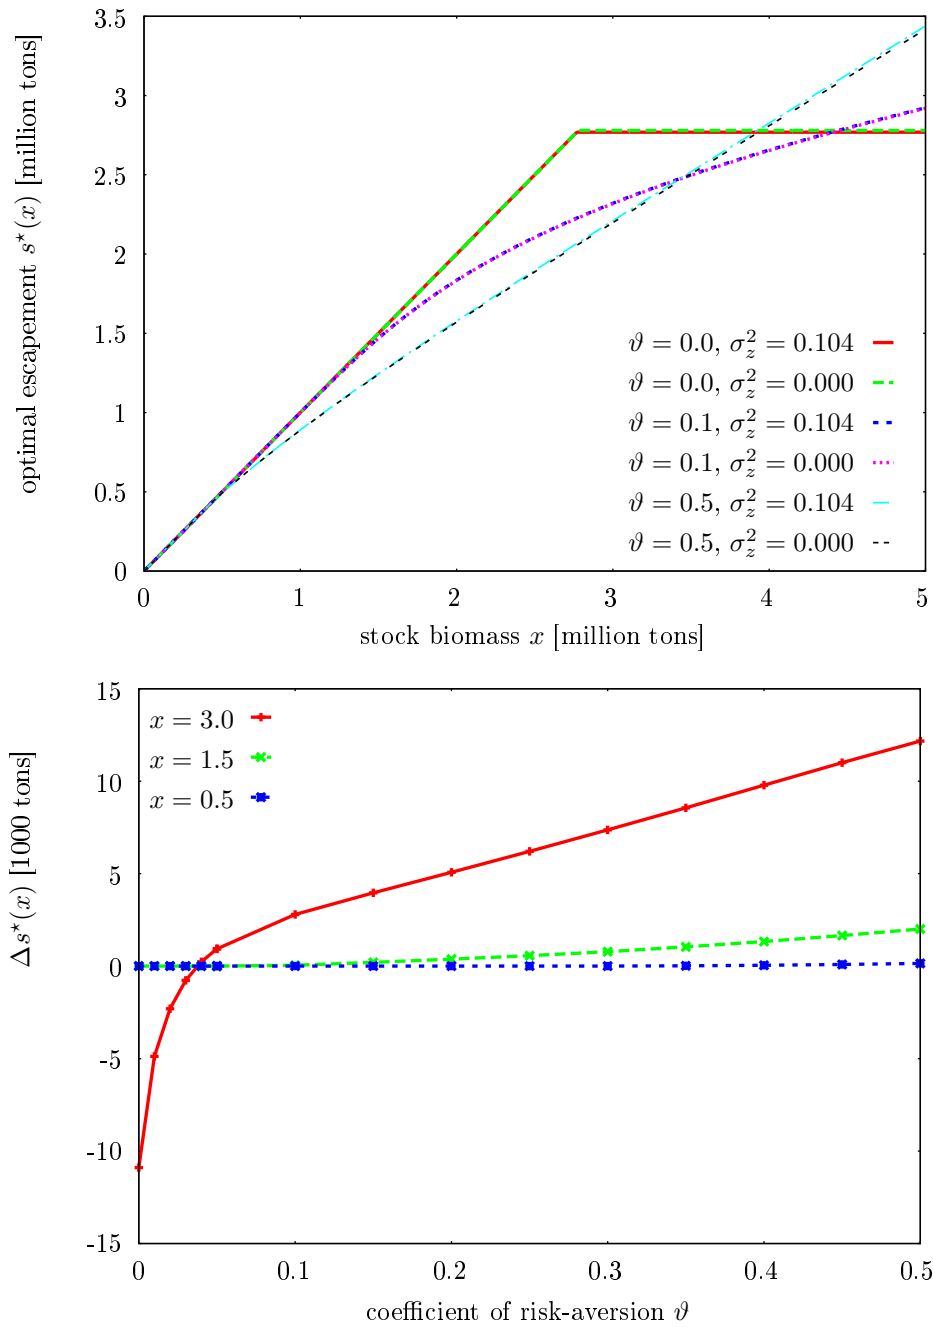 optimal escapement s⋆(x) [million tons]
3.5
3
2.5
2
1.5
1
0.5
0
ϑ = 0.0, σ_z^2 = 0.104
ϑ = 0.0, σ_z^2 = 0.000
ϑ = 0.1, σ_z^2 = 0.104
ϑ = 0.1, σ_z^2 = 0.000
ϑ = 0.5, σ_z^2 = 0.104
ϑ = 0.5, σ_z^2 = 0.000
0 1 2 3 4 5
stock biomass x [million tons]
Δs⋆(x) [1000 tons]
15
10
5
0
-5
-10
-15
x = 3.0
x = 1.5
x = 0.5
0 0.1 0.2 0.3 0.4 0.5
coefficient of risk-aversion ϑ